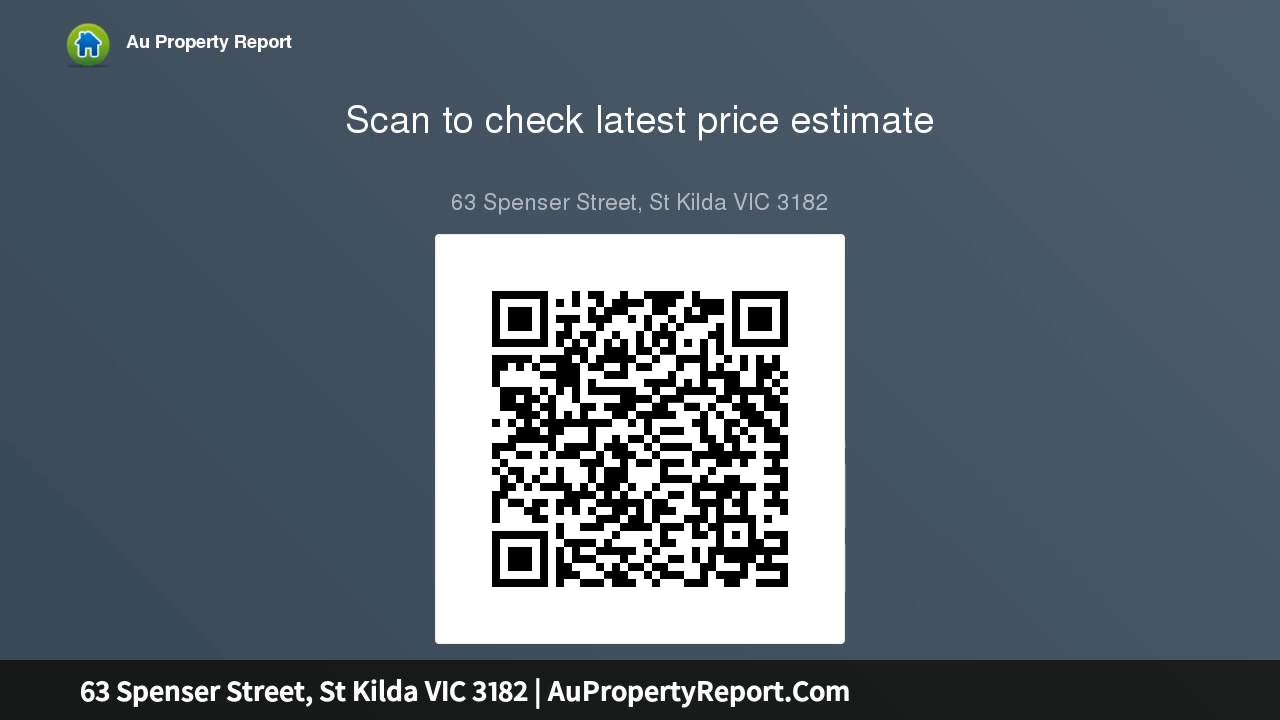 Au Property Report
Scan to check latest price estimate
63 Spenser Street, St Kilda VIC 3182
63 Spenser Street, St Kilda VIC 3182 | AuPropertyReport.Com